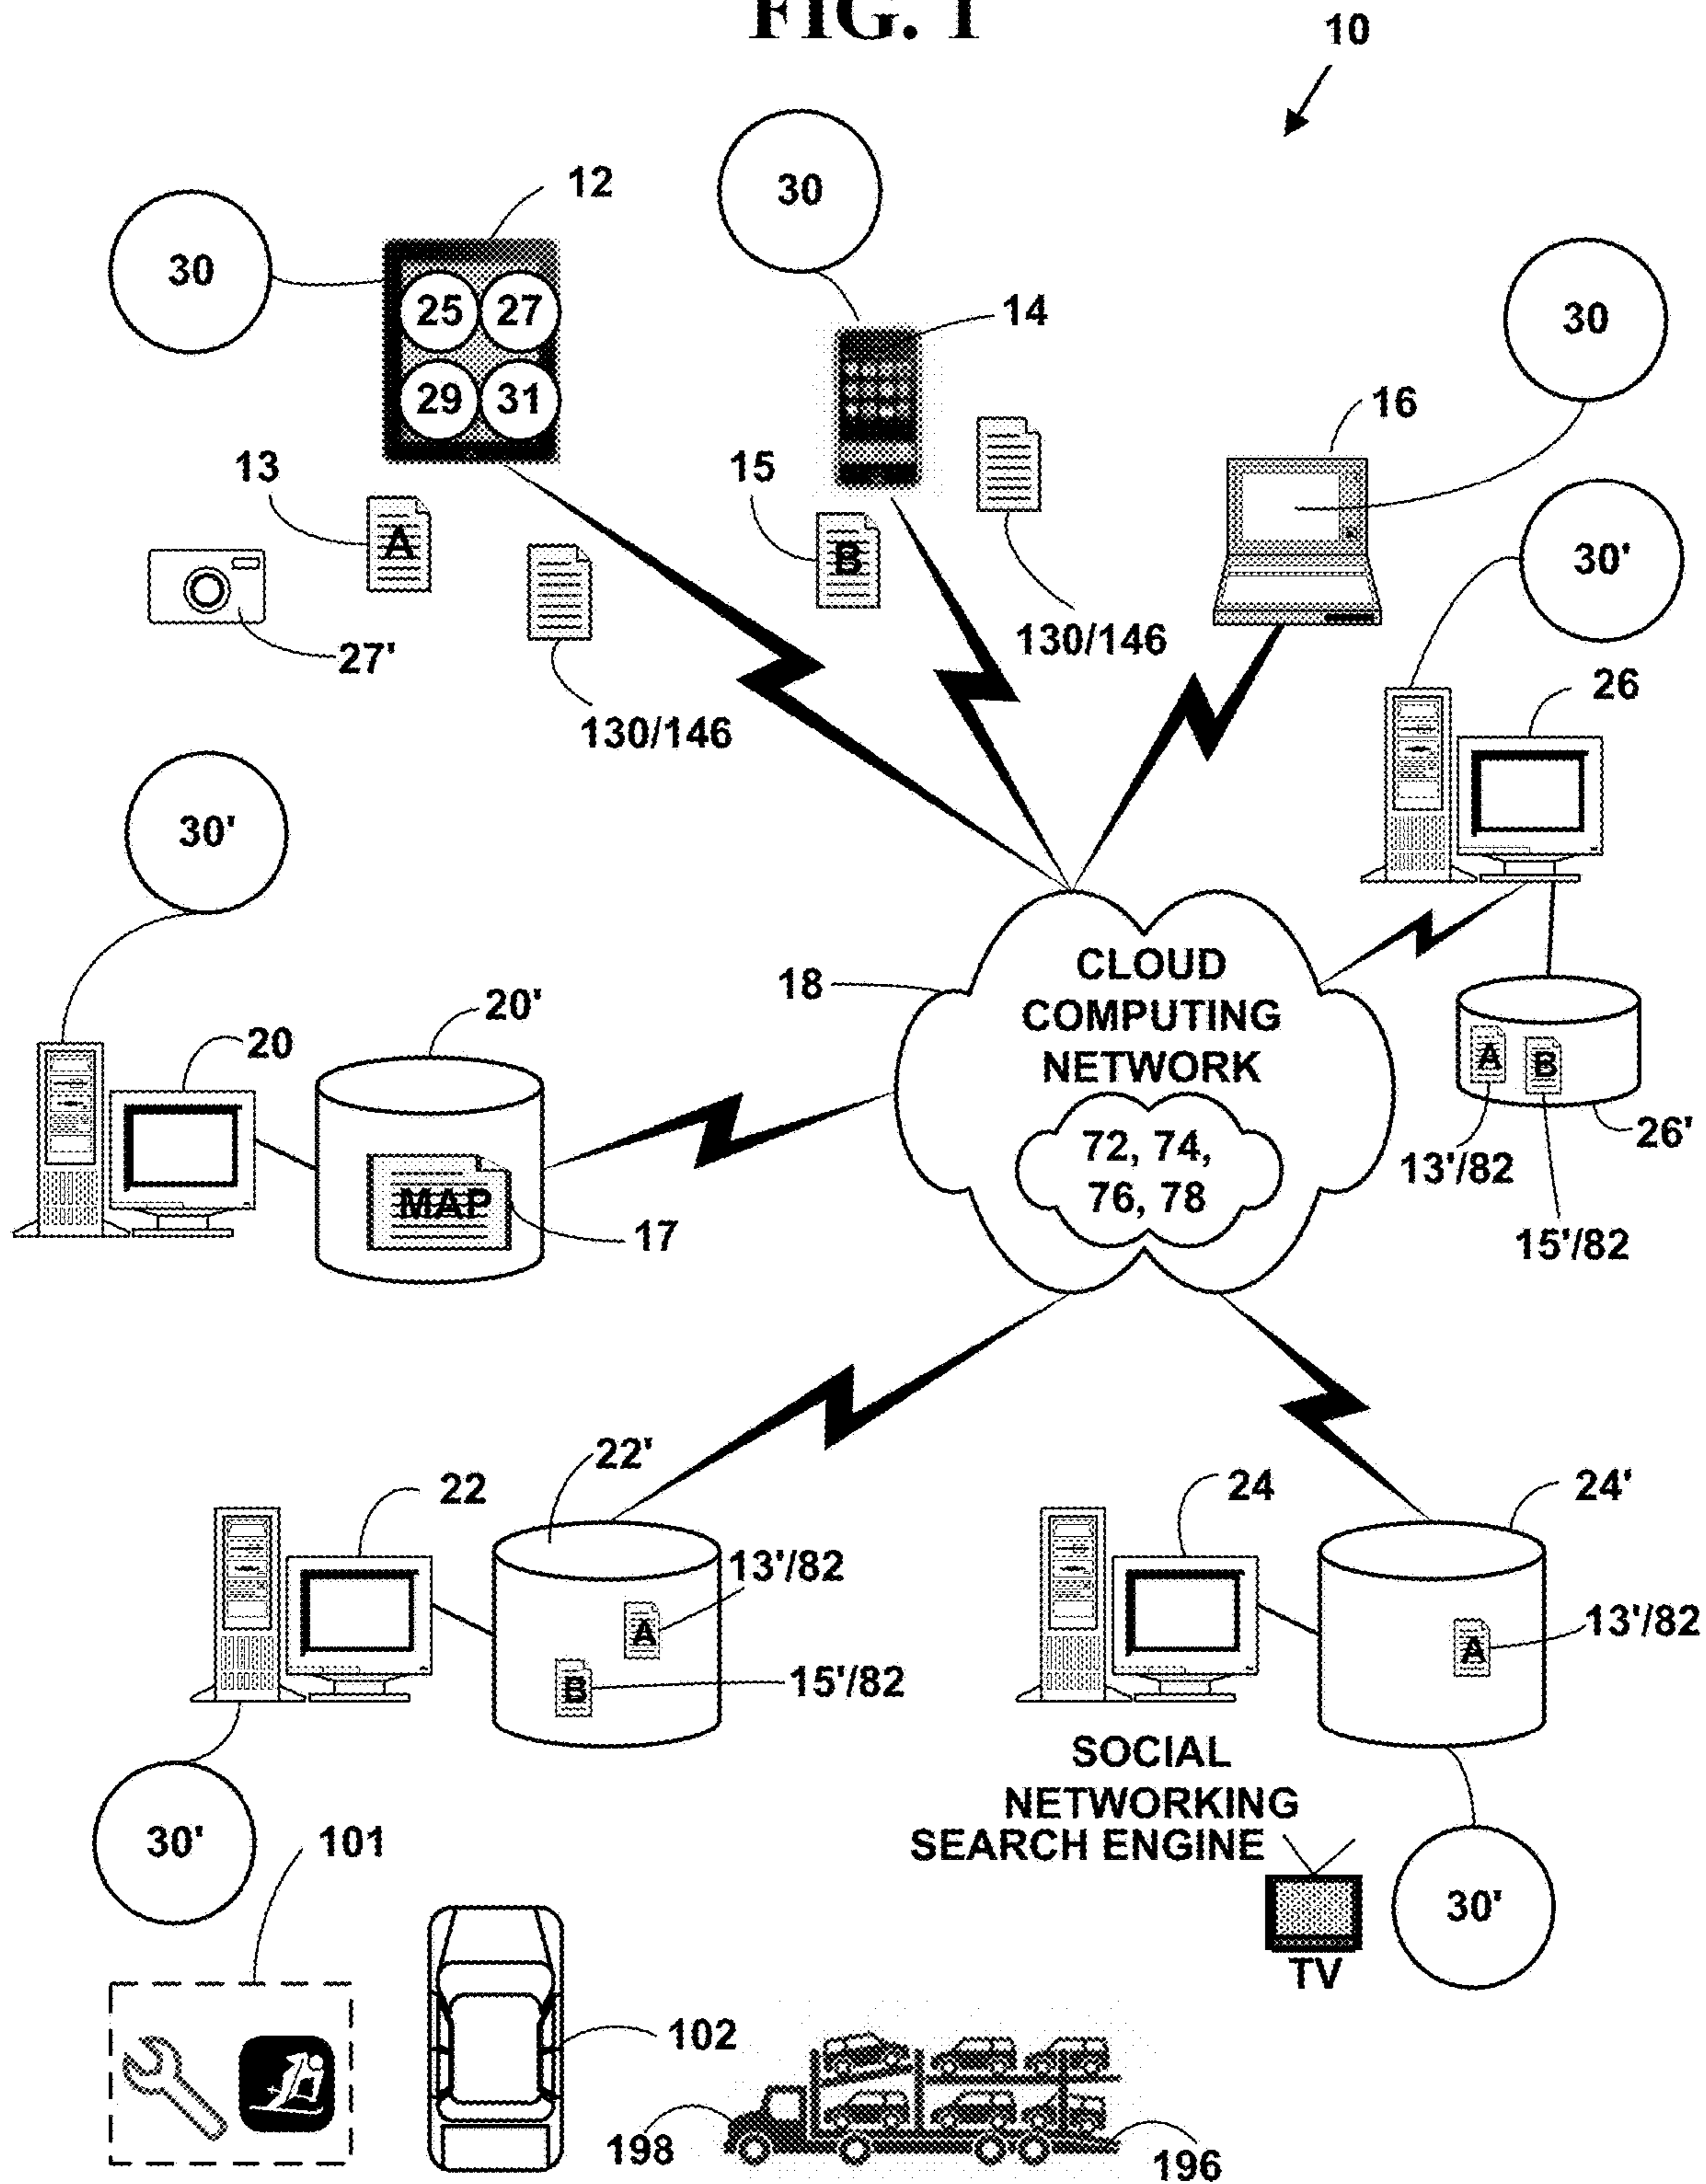 FIG. 1
10
12
30
30
25
27
14
30
29
31
16
13
15
A
B
30'
27'
130/146
26
130/146
30'
18
CLOUD
COMPUTING
NETWORK
20'
20
A
B
72, 74,
76, 78
26'
13'/82
MAP
17
15'/82
22'
22
24
24'
13'/82
A
13'/82
A
15'/82
B
SOCIAL
NETWORKING
SEARCH ENGINE
30'
101
30'
TV
102
198
196